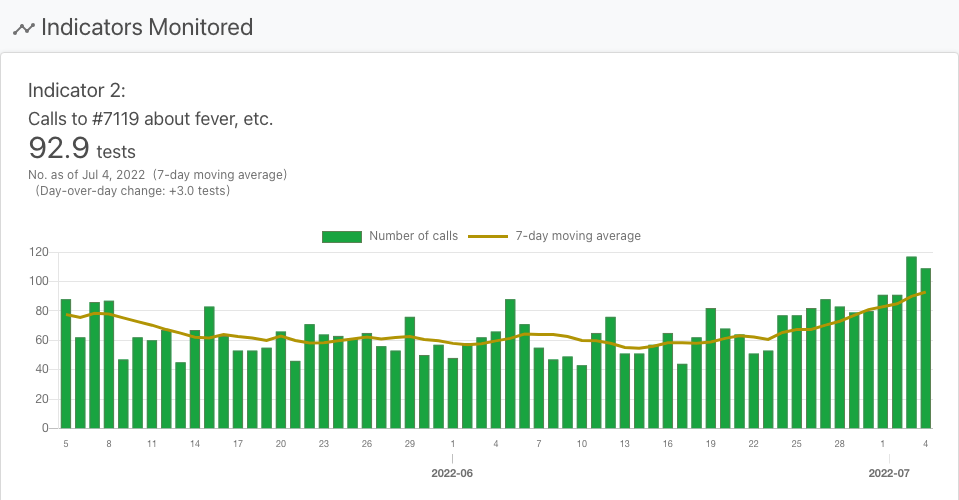 Indicators Monitored
Indicator 2:
Calls to #7119 about fever, etc.
92.9 tests
No. as of Jul 4, 2022 (7-day moving average)
(Day-over-day change: +3.0 tests)
Number of calls 7-day moving average
120
100
80
60
40
20
0
5 8 11 14 17 20 23 26 29 1 4 7 10 13 16 19 22 25 28 1 4
2022-06 2022-07